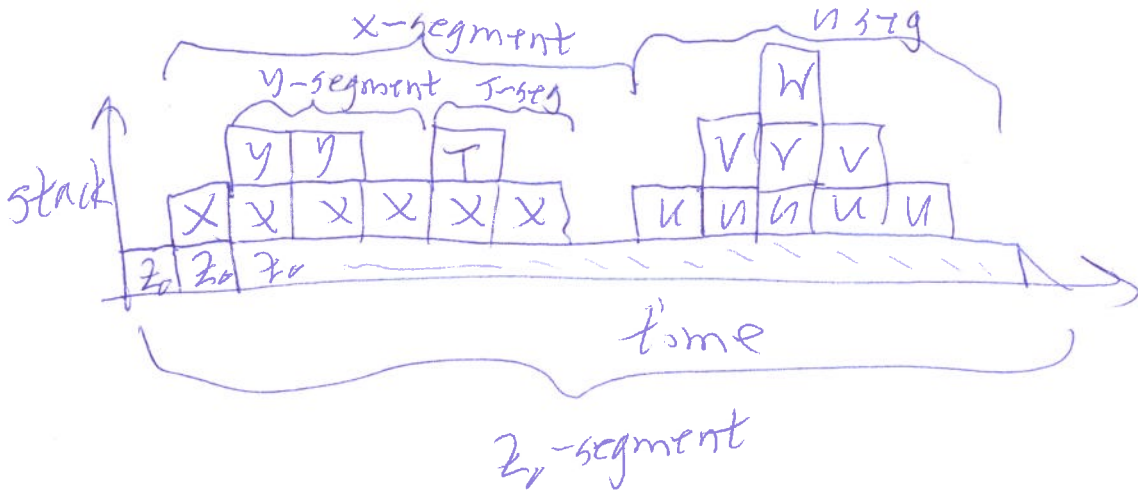 x-segment
u seg
y-segment
T-seg
W
y y T V V V
stack
X X X X X X u u u u u
Z₀ Z₀ Z₀
time
Z₀-segment